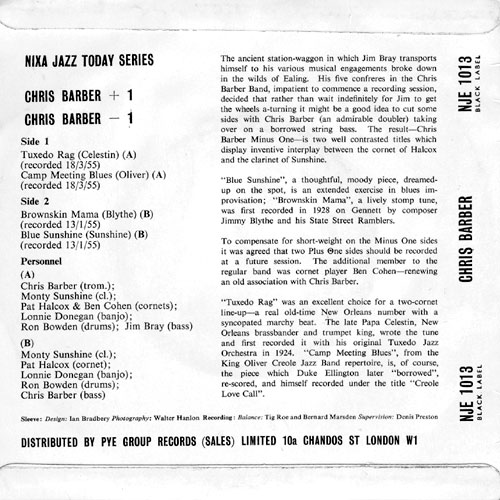 NIXA JAZZ TODAY SERIES
CHRIS BARBER + 1
CHRIS BARBER − 1
Side 1
Tuxedo Rag (Celestin) (A)
(recorded 18/3/55)
Camp Meeting Blues (Oliver) (A)
(recorded 18/3/55)
Side 2
Brownskin Mama (Blythe) (B)
(recorded 13/1/55)
Blue Sunshine (Sunshine) (B)
(recorded 13/1/55)
Personnel
(A)
Chris Barber (trom.);
Monty Sunshine (cl.);
Pat Halcox & Ben Cohen (cornets);
Lonnie Donegan (banjo);
Ron Bowden (drums); Jim Bray (bass)
(B)
Monty Sunshine (cl.);
Pat Halcox (cornet);
Lonnie Donegan (banjo);
Ron Bowden (drums);
Chris Barber (bass)
The ancient station-waggon in which Jim Bray transports
himself to his various musical engagements broke down
in the wilds of Ealing. His five confreres in the Chris
Barber Band, impatient to commence a recording session,
decided that rather than wait indefinitely for Jim to get
the wheels a-turning it might be a good idea to cut some
sides with Chris Barber (an admirable doubler) taking
over on a borrowed string bass. The result—Chris
Barber Minus One—is two well contrasted titles which
display inventive interplay between the cornet of Halcox
and the clarinet of Sunshine.
"Blue Sunshine", a thoughtful, moody piece, dreamed-
up on the spot, is an extended exercise in blues im-
provisation; "Brownskin Mama", a lively stomp tune,
was first recorded in 1928 on Gennett by composer
Jimmy Blythe and his State Street Ramblers.
To compensate for short-weight on the Minus One sides
it was agreed that two Plus One sides should be recorded
at a future session. The additional member to the
regular band was cornet player Ben Cohen—renewing
an old association with Chris Barber.
"Tuxedo Rag" was an excellent choice for a two-cornet
line-up—a real old-time New Orleans number with a
syncopated marchy beat. The late Papa Celestin, New
Orleans brassbander and trumpet king, wrote the tune
and first recorded it with his original Tuxedo Jazz
Orchestra in 1924. "Camp Meeting Blues", from the
King Oliver Creole Jazz Band repertoire, is, of course,
the piece which Duke Ellington later "borrowed",
re-scored, and himself recorded under the title "Creole
Love Call".
Sleeve: Design: Ian Bradbery Photography: Walter Hanlon Recording: Balance: Tig Roe and Bernard Marsden Supervision: Denis Preston
DISTRIBUTED BY PYE GROUP RECORDS (SALES) LIMITED 10a CHANDOS ST LONDON W1
NJE 1013
BLACK LABEL
CHRIS BARBER
NJE 1013
BLACK LABEL